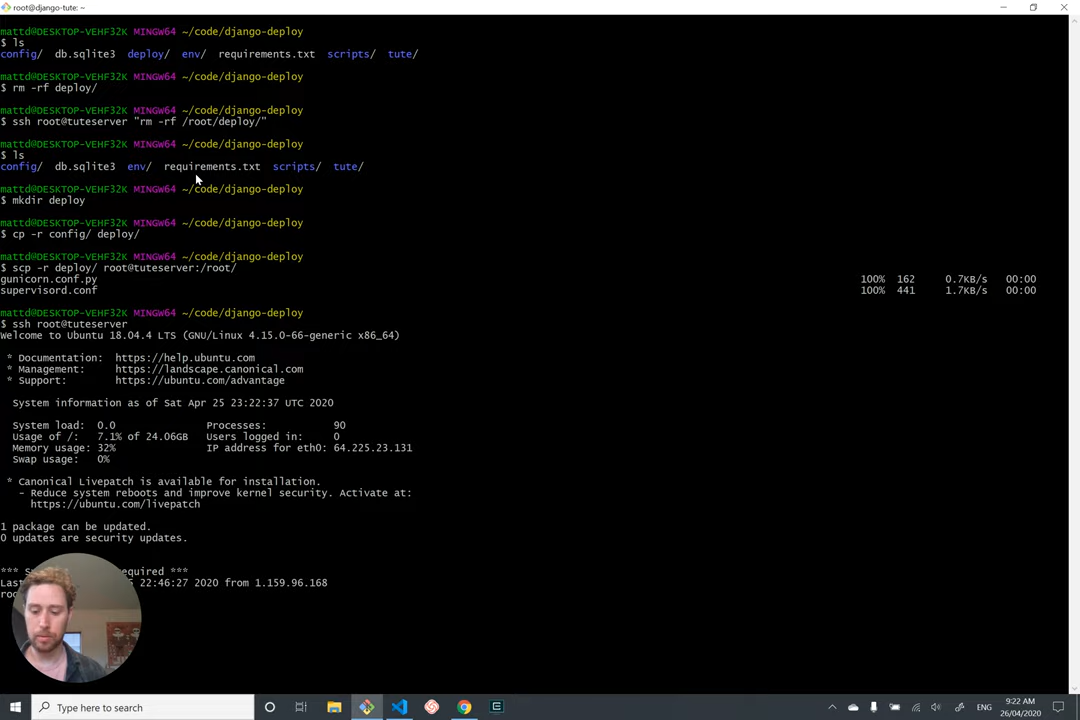 root@django-tute: ~
mattd@DESKTOP-VEHF32K MINGW64 ~/code/django-deploy
$ ls
config/ db.sqlite3 deploy/ env/ requirements.txt scripts/ tute/
mattd@DESKTOP-VEHF32K MINGW64 ~/code/django-deploy
$ rm -rf deploy/
mattd@DESKTOP-VEHF32K MINGW64 ~/code/django-deploy
$ ssh root@tuteserver "rm -rf /root/deploy/"
mattd@DESKTOP-VEHF32K MINGW64 ~/code/django-deploy
$ ls
config/ db.sqlite3 env/ requirements.txt scripts/ tute/
mattd@DESKTOP-VEHF32K MINGW64 ~/code/django-deploy
$ mkdir deploy
mattd@DESKTOP-VEHF32K MINGW64 ~/code/django-deploy
$ cp -r config/ deploy/
mattd@DESKTOP-VEHF32K MINGW64 ~/code/django-deploy
$ scp -r deploy/ root@tuteserver:/root/
gunicorn.conf.py 100% 162 0.7KB/s 00:00
supervisord.conf 100% 441 1.7KB/s 00:00
mattd@DESKTOP-VEHF32K MINGW64 ~/code/django-deploy
$ ssh root@tuteserver
Welcome to Ubuntu 18.04.4 LTS (GNU/Linux 4.15.0-66-generic x86_64)
* Documentation: https://help.ubuntu.com
* Management: https://landscape.canonical.com
* Support: https://ubuntu.com/advantage
System information as of Sat Apr 25 23:22:37 UTC 2020
System load: 0.0 Processes: 90
Usage of /: 7.1% of 24.06GB Users logged in: 0
Memory usage: 32% IP address for eth0: 64.225.23.131
Swap usage: 0%
* Canonical Livepatch is available for installation.
- Reduce system reboots and improve kernel security. Activate at:
https://ubuntu.com/livepatch
1 package can be updated.
0 updates are security updates.
*** required ***
22:46:27 2020 from 1.159.96.168
Type here to search
ENG
9:22 AM
26/04/2020